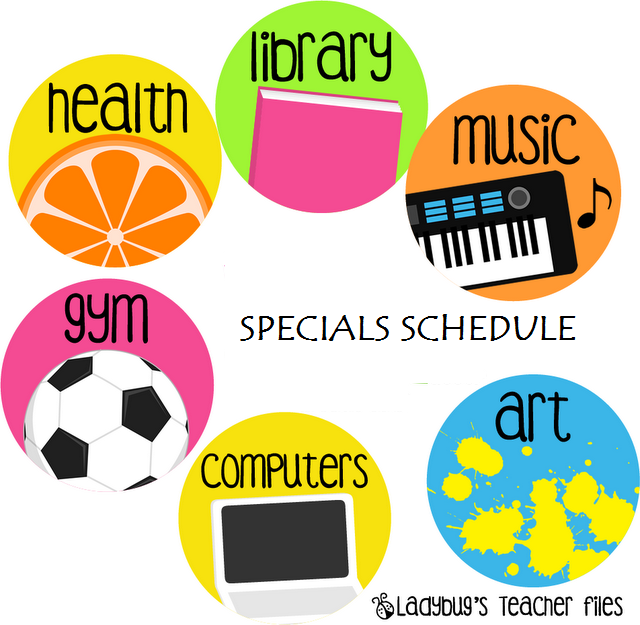 library
health
music
gym
SPECIALS SCHEDULE
art
computers
Ladybug's Teacher Files